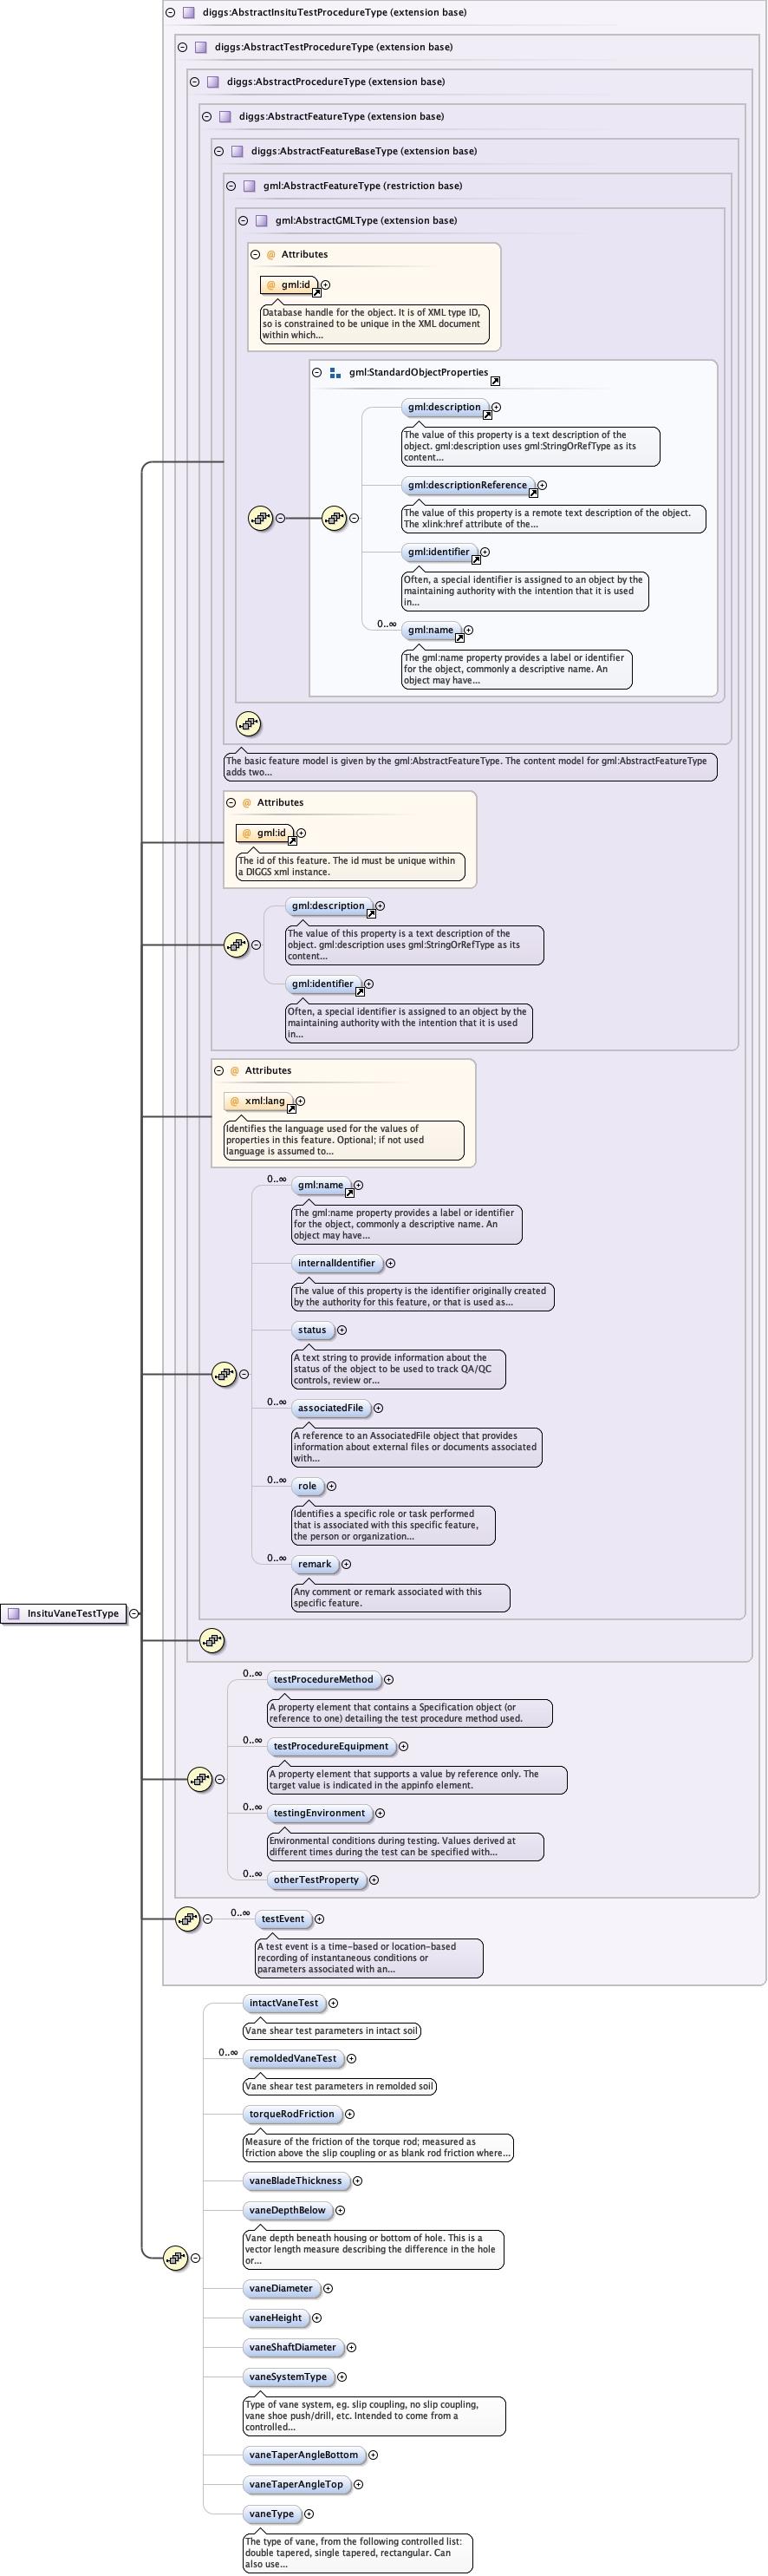 diggs:AbstractInsituTestProcedureType (extension base)
diggs:AbstractTestProcedureType (extension base)
diggs:AbstractProcedureType (extension base)
diggs:AbstractFeatureType (extension base)
diggs:AbstractFeatureBaseType (extension base)
gml:AbstractFeatureType (restriction base)
gml:AbstractGMLType (extension base)
@ Attributes
@ gml:id
Database handle for the object. It is of XML type ID,
so is constrained to be unique in the XML document
within which...
gml:StandardObjectProperties
gml:description
The value of this property is a text description of the
object. gml:description uses gml:StringOrRefType as its
content...
gml:descriptionReference
The value of this property is a remote text description of the object.
The xlink:href attribute of the...
gml:identifier
Often, a special identifier is assigned to an object by the
maintaining authority with the intention that it is used
in...
0..∞
gml:name
The gml:name property provides a label or identifier
for the object, commonly a descriptive name. An
object may have...
The basic feature model is given by the gml:AbstractFeatureType. The content model for gml:AbstractFeatureType
adds two...
@ Attributes
@ gml:id
The id of this feature. The id must be unique within
a DIGGS xml instance.
gml:description
The value of this property is a text description of the
object. gml:description uses gml:StringOrRefType as its
content...
gml:identifier
Often, a special identifier is assigned to an object by the
maintaining authority with the intention that it is used
in...
@ Attributes
@ xml:lang
Identifies the language used for the values of
properties in this feature. Optional; if not used
language is assumed to...
0..∞
gml:name
The gml:name property provides a label or identifier
for the object, commonly a descriptive name. An
object may have...
internalIdentifier
The value of this property is the identifier originally created
by the authority for this feature, or that is used as...
status
A text string to provide information about the
status of the object to be used to track QA/QC
controls, review or...
0..∞
associatedFile
A reference to an AssociatedFile object that provides
information about external files or documents associated
with...
0..∞
role
Identifies a specific role or task performed
that is associated with this specific feature,
the person or organization...
0..∞
remark
Any comment or remark associated with this
specific feature.
InsituVaneTestType
0..∞
testProcedureMethod
A property element that contains a Specification object (or
reference to one) detailing the test procedure method used.
0..∞
testProcedureEquipment
A property element that supports a value by reference only. The
target value is indicated in the appinfo element.
0..∞
testingEnvironment
Environmental conditions during testing. Values derived at
different times during the test can be specified with...
0..∞
otherTestProperty
0..∞
testEvent
A test event is a time-based or location-based
recording of instantaneous conditions or
parameters associated with an...
intactVaneTest
Vane shear test parameters in intact soil
0..∞
remoldedVaneTest
Vane shear test parameters in remolded soil
torqueRodFriction
Measure of the friction of the torque rod; measured as
friction above the slip coupling or as blank rod friction where...
vaneBladeThickness
vaneDepthBelow
Vane depth beneath housing or bottom of hole. This is a
vector length measure describing the difference in the hole
or...
vaneDiameter
vaneHeight
vaneShaftDiameter
vaneSystemType
Type of vane system, eg. slip coupling, no slip coupling,
vane shoe push/drill, etc. Intended to come from a
controlled...
vaneTaperAngleBottom
vaneTaperAngleTop
vaneType
The type of vane, from the following controlled list:
double tapered, single tapered, rectangular. Can
also use...